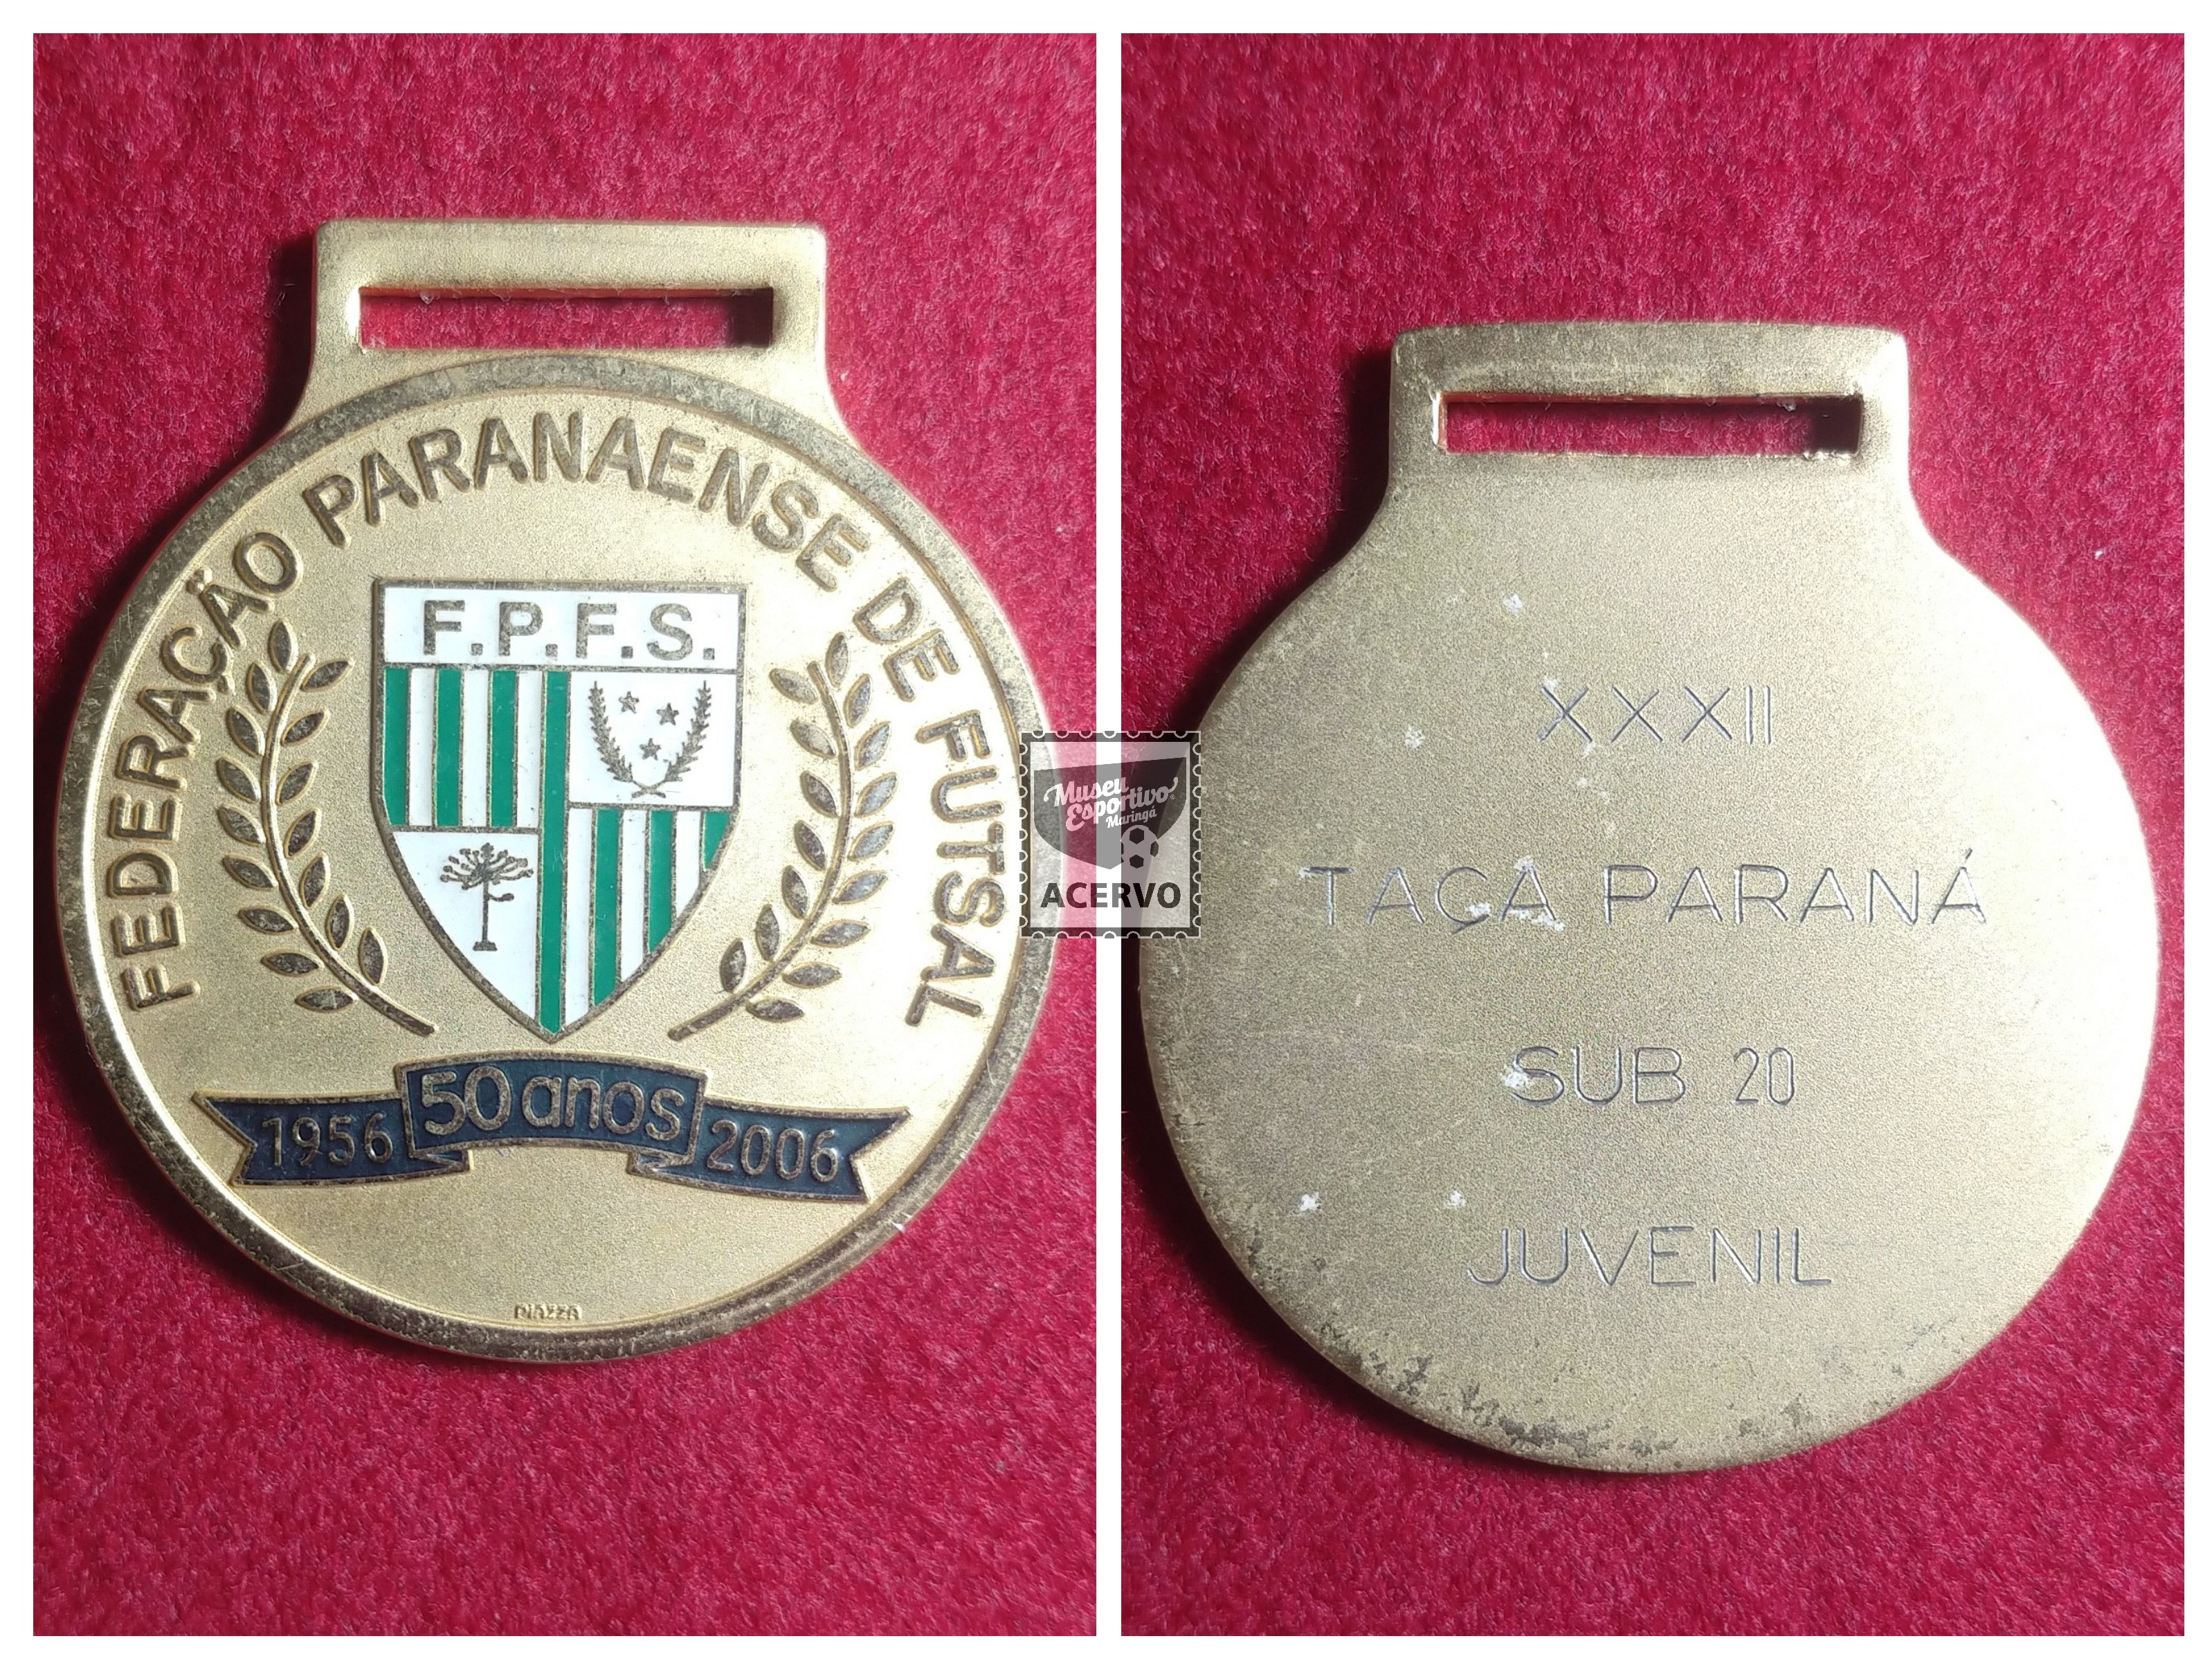 FEDERAÇÃO PARANAENSE DE FUTSAL
F.P.F.S.
1956 50 anos 2006
PIAZZA
Museu
Esportivo
Maringá
ACERVO
XXXII
TAÇA PARANÁ
SUB 20
JUVENIL